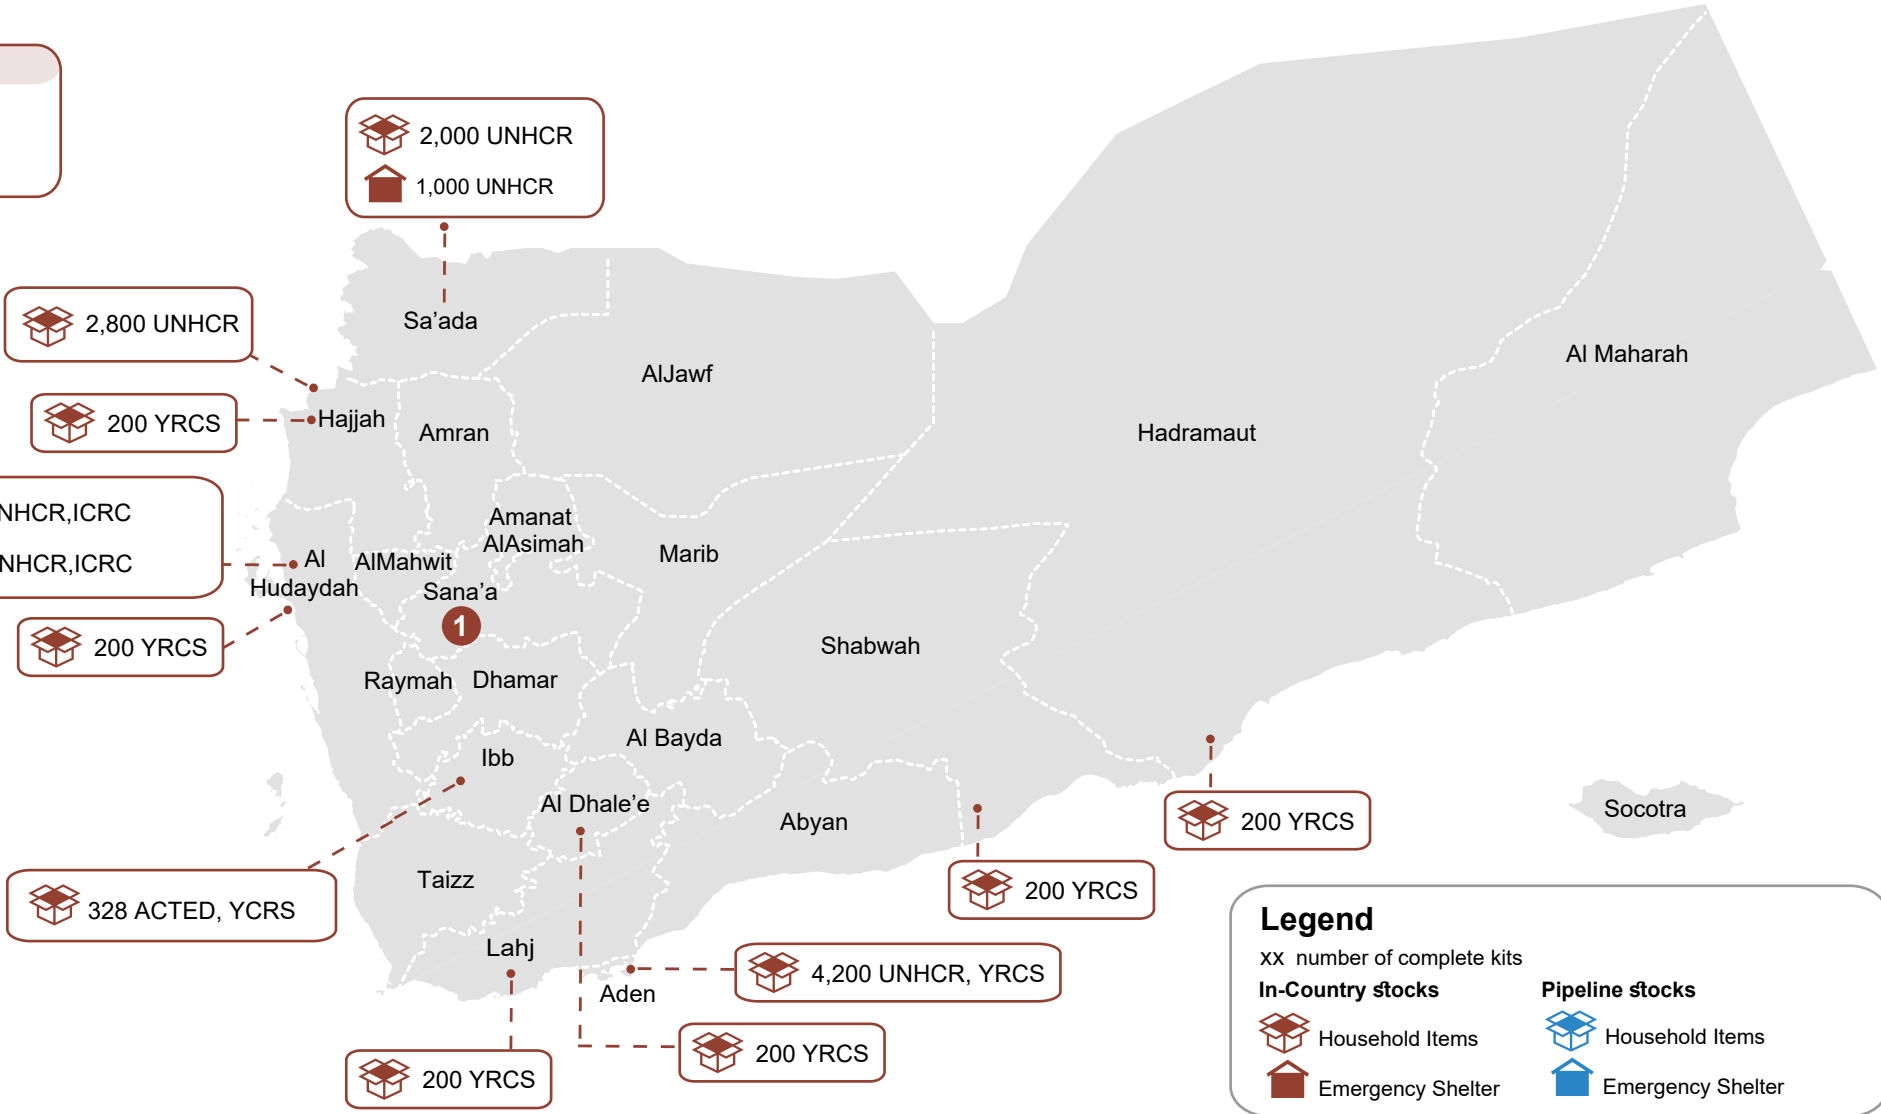 2,000 UNHCR
1,000 UNHCR
2,800 UNHCR
Sa’ada
AlJawf
Al Maharah
200 YRCS
Hajjah
Amran
Hadramaut
NHCR,ICRC
NHCR,ICRC
Amanat
AlAsimah
Marib
Al
Hudaydah
AlMahwit
Sana’a
1
200 YRCS
Shabwah
Raymah
Dhamar
Al Bayda
Ibb
Al Dhale’e
Abyan
200 YRCS
Socotra
Taizz
200 YRCS
328 ACTED, YCRS
Lahj
4,200 UNHCR, YRCS
Aden
200 YRCS
200 YRCS
Legend
xx number of complete kits
In-Country stocks
Pipeline stocks
Household Items
Household Items
Emergency Shelter
Emergency Shelter